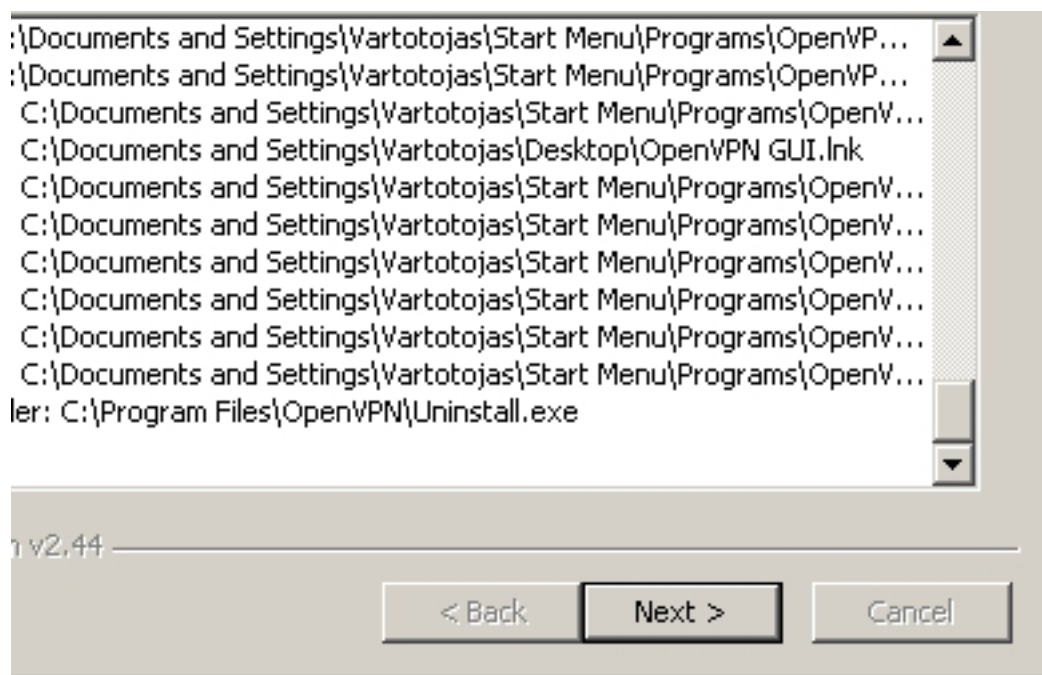 :\Documents and Settings\Vartotojas\Start Menu\Programs\OpenVP...
:\Documents and Settings\Vartotojas\Start Menu\Programs\OpenVP...
C:\Documents and Settings\Vartotojas\Start Menu\Programs\OpenV...
C:\Documents and Settings\Vartotojas\Desktop\OpenVPN GUI.lnk
C:\Documents and Settings\Vartotojas\Start Menu\Programs\OpenV...
C:\Documents and Settings\Vartotojas\Start Menu\Programs\OpenV...
C:\Documents and Settings\Vartotojas\Start Menu\Programs\OpenV...
C:\Documents and Settings\Vartotojas\Start Menu\Programs\OpenV...
C:\Documents and Settings\Vartotojas\Start Menu\Programs\OpenV...
C:\Documents and Settings\Vartotojas\Start Menu\Programs\OpenV...
ler: C:\Program Files\OpenVPN\Uninstall.exe
v2.44
< Back Next > Cancel